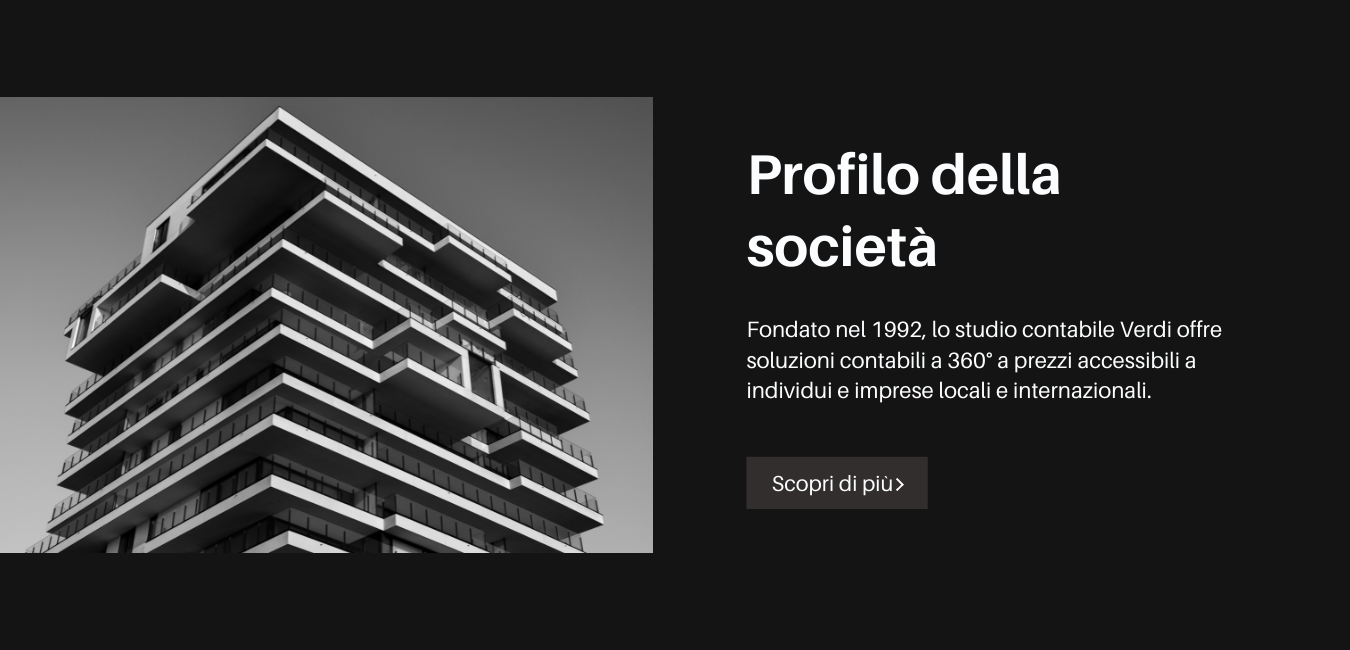 Profilo della
società
Fondato nel 1992, lo studio contabile Verdi offre
soluzioni contabili a 360° a prezzi accessibili a
individui e imprese locali e internazionali.
Scopri di più